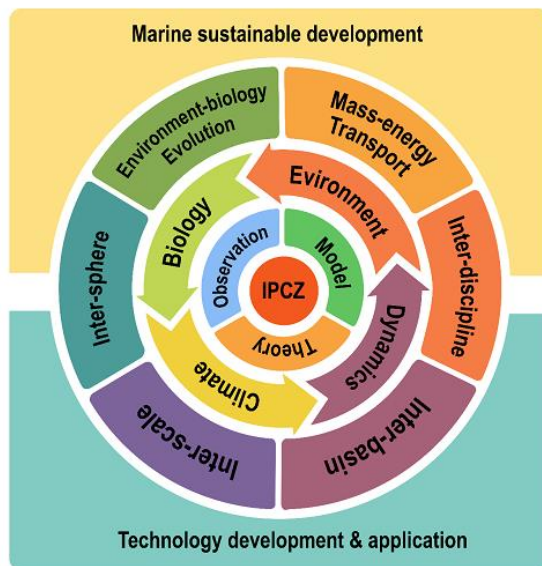 Marine sustainable development
Environment-biology
Evolution
Mass-energy
Transport
Inter-sphere
Inter-discipline
Inter-scale
Inter-basin
Biology
Evironment
Climate
Dynamics
Observation
Model
Theory
IPCZ
Technology development & application